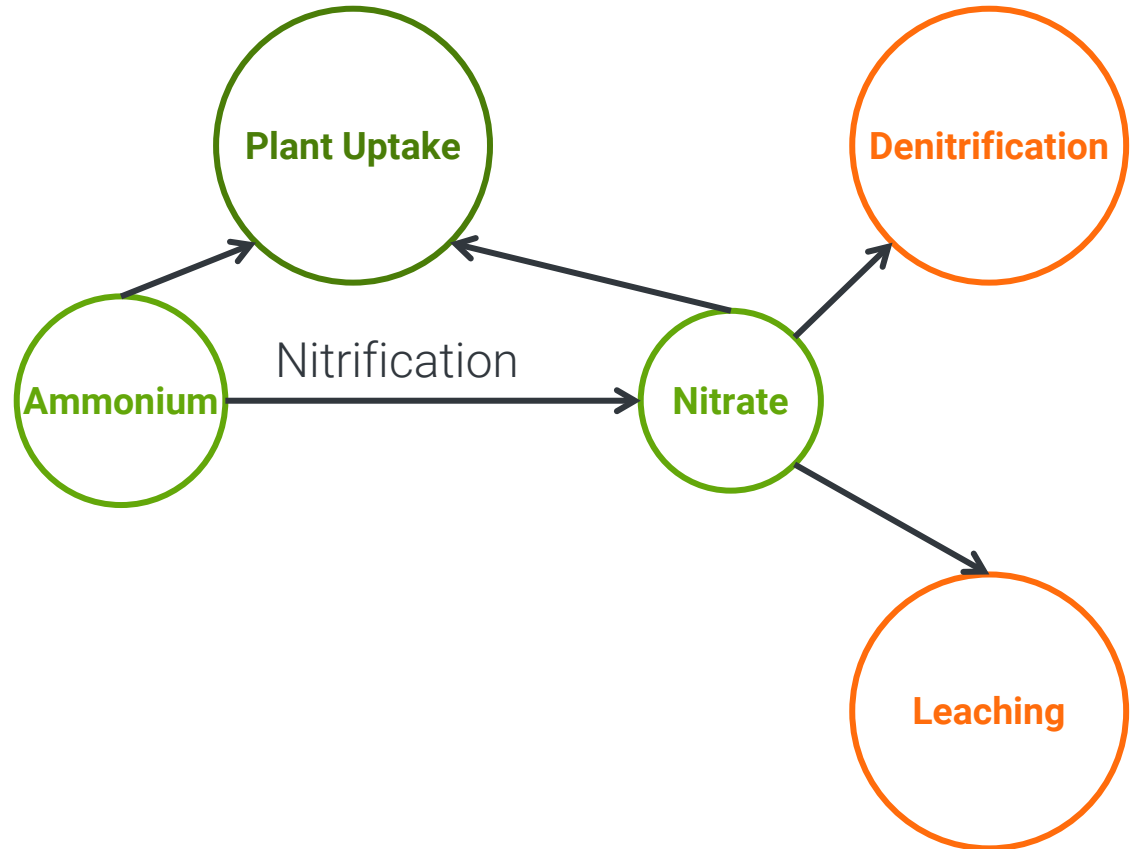 Plant Uptake
Denitrification
Nitrification
Ammonium
Nitrate
Leaching